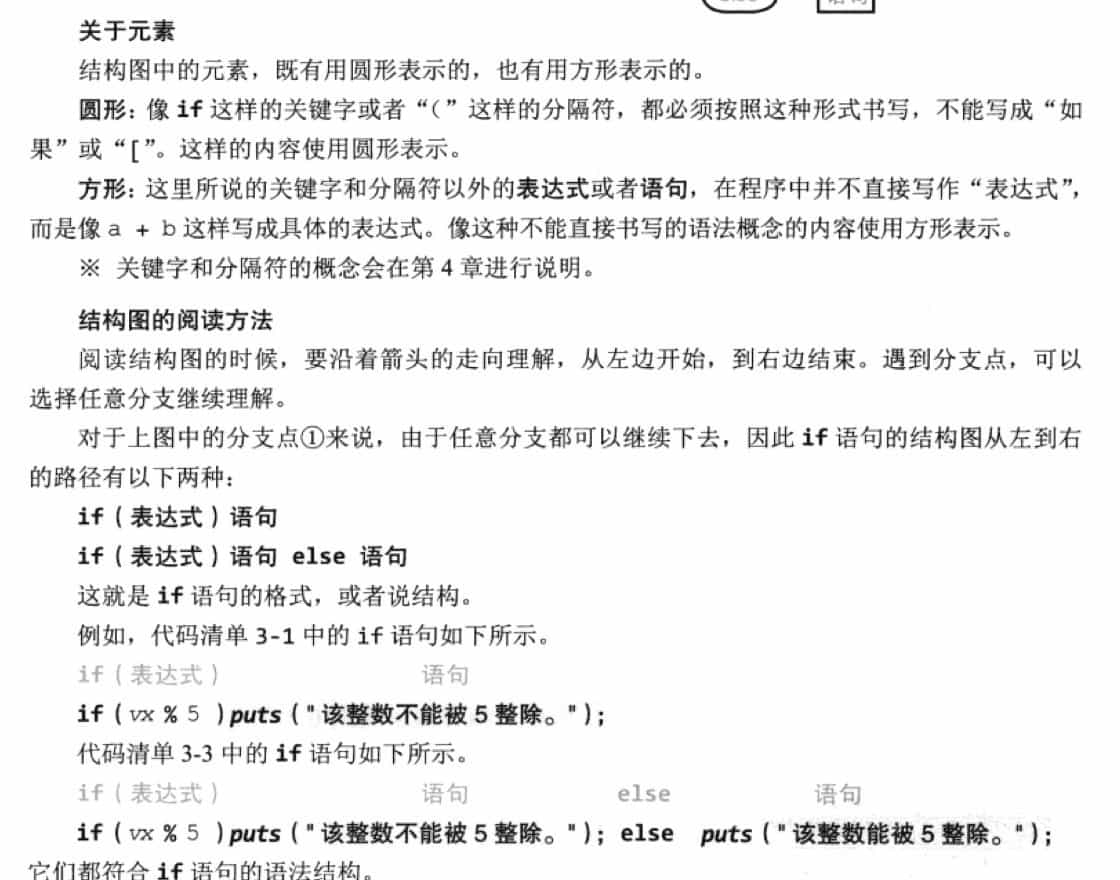 关于元素
结构图中的元素，既有用圆形表示的，也有用方形表示的。
圆形：像 if 这样的关键字或者“（”这样的分隔符，都必须按照这种形式书写，不能写成“如
果”或“[”。这样的内容使用圆形表示。
方形：这里所说的关键字和分隔符以外的表达式或者语句，在程序中并不直接写作“表达式”，
而是像 a + b 这样写成具体的表达式。像这种不能直接书写的语法概念的内容使用方形表示。
※ 关键字和分隔符的概念会在第 4 章进行说明。
结构图的阅读方法
阅读结构图的时候，要沿着箭头的走向理解，从左边开始，到右边结束。遇到分支点，可以
选择任意分支继续理解。
对于上图中的分支点①来说，由于任意分支都可以继续下去，因此 if 语句的结构图从左到右
的路径有以下两种：
if ( 表达式 ) 语句
if ( 表达式 ) 语句 else 语句
这就是 if 语句的格式，或者说结构。
例如，代码清单 3-1 中的 if 语句如下所示。
if ( 表达式 ) 语句
if ( vx % 5 ) puts ("该整数不能被 5 整除。");
代码清单 3-3 中的 if 语句如下所示。
if ( 表达式 ) 语句 else 语句
if ( vx % 5 ) puts ("该整数不能被 5 整除。"); else puts ("该整数能被 5 整除。");
它们都符合 if 语句的语法结构。